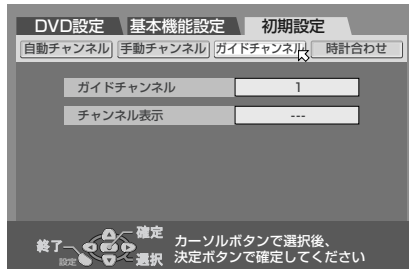 DVD設定 基本機能設定 初期設定
自動チャンネル 手動チャンネル ガイドチャンネル 時計合わせ
ガイドチャンネル 1
チャンネル表示 ---
確定
終了
設定
選択
カーソルボタンで選択後、
決定ボタンで確定してください